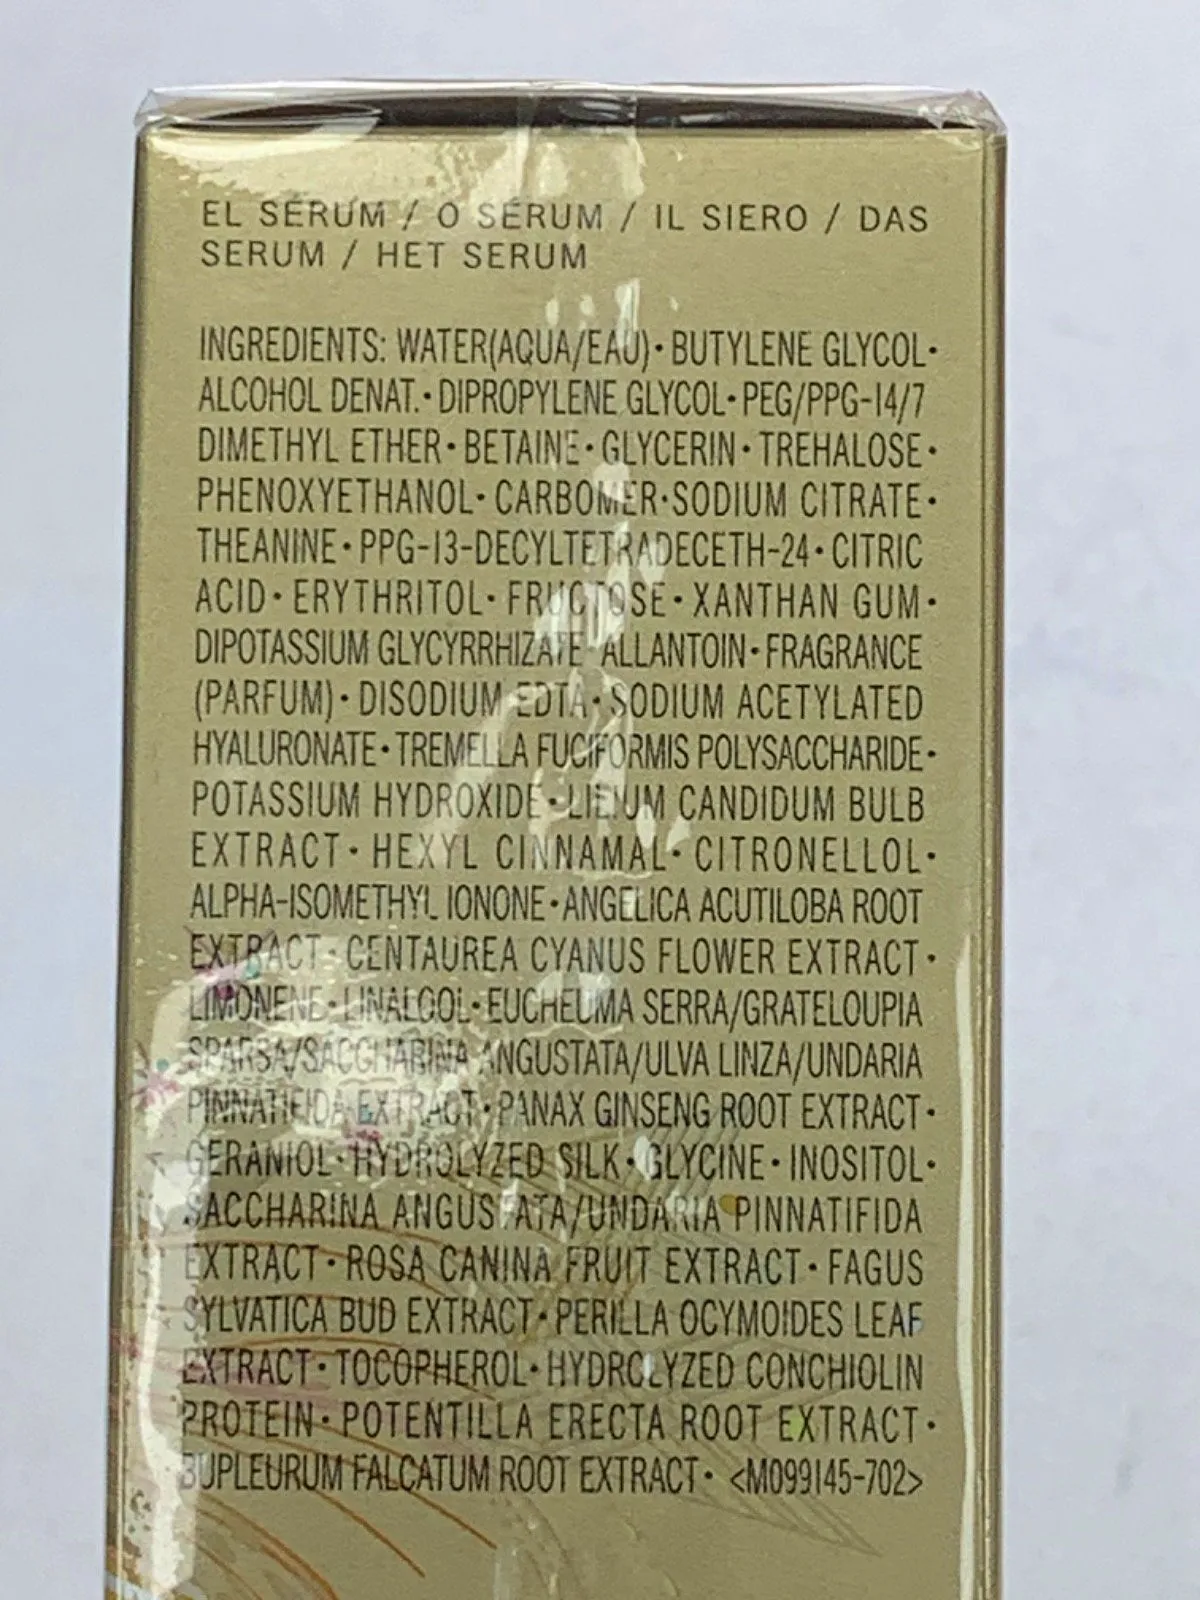 EL SÉRUM / O SÉRUM / IL SIERO / DAS
SERUM / HET SERUM
INGREDIENTS: WATER(AQUA/EAU)• BUTYLENE GLYCOL•
ALCOHOL DENAT.• DIPROPYLENE GLYCOL• PEG/PPG-14/7
DIMETHYL ETHER• BETAINE• GLYCERIN• TREHALOSE•
PHENOXYETHANOL• CARBOMER•SODIUM CITRATE•
THEANINE• PPG-13-DECYLTETRADECETH-24• CITRIC
ACID• ERYTHRITOL• FRUCTOSE• XANTHAN GUM•
DIPOTASSIUM GLYCYRRHIZATE ALLANTOIN• FRAGRANCE
(PARFUM)• DISODIUM EDTA• SODIUM ACETYLATED
HYALURONATE• TREMELLA FUCIFORMIS POLYSACCHARIDE•
POTASSIUM HYDROXIDE• LILIUM CANDIDUM BULB
EXTRACT• HEXYL CINNAMAL• CITRONELLOL•
ALPHA-ISOMETHYL IONONE• ANGELICA ACUTILOBA ROOT
EXTRACT• CENTAUREA CYANUS FLOWER EXTRACT•
LIMONENE• LINALOOL• EUCHEUMA SERRA/GRATELOUPIA
SPARSA/SACCHARINA ANGUSTATA/ULVA LINZA/UNDARIA
PINNATIFIDA EXTRACT• PANAX GINSENG ROOT EXTRACT•
GERANIOL• HYDROLYZED SILK• GLYCINE• INOSITOL•
SACCHARINA ANGUSTATA/UNDARIA PINNATIFIDA
EXTRACT• ROSA CANINA FRUIT EXTRACT• FAGUS
SYLVATICA BUD EXTRACT• PERILLA OCYMOIDES LEAF
EXTRACT• TOCOPHEROL• HYDROLYZED CONCHIOLIN
PROTEIN• POTENTILLA ERECTA ROOT EXTRACT•
BUPLEURUM FALCATUM ROOT EXTRACT• <M099145-702>